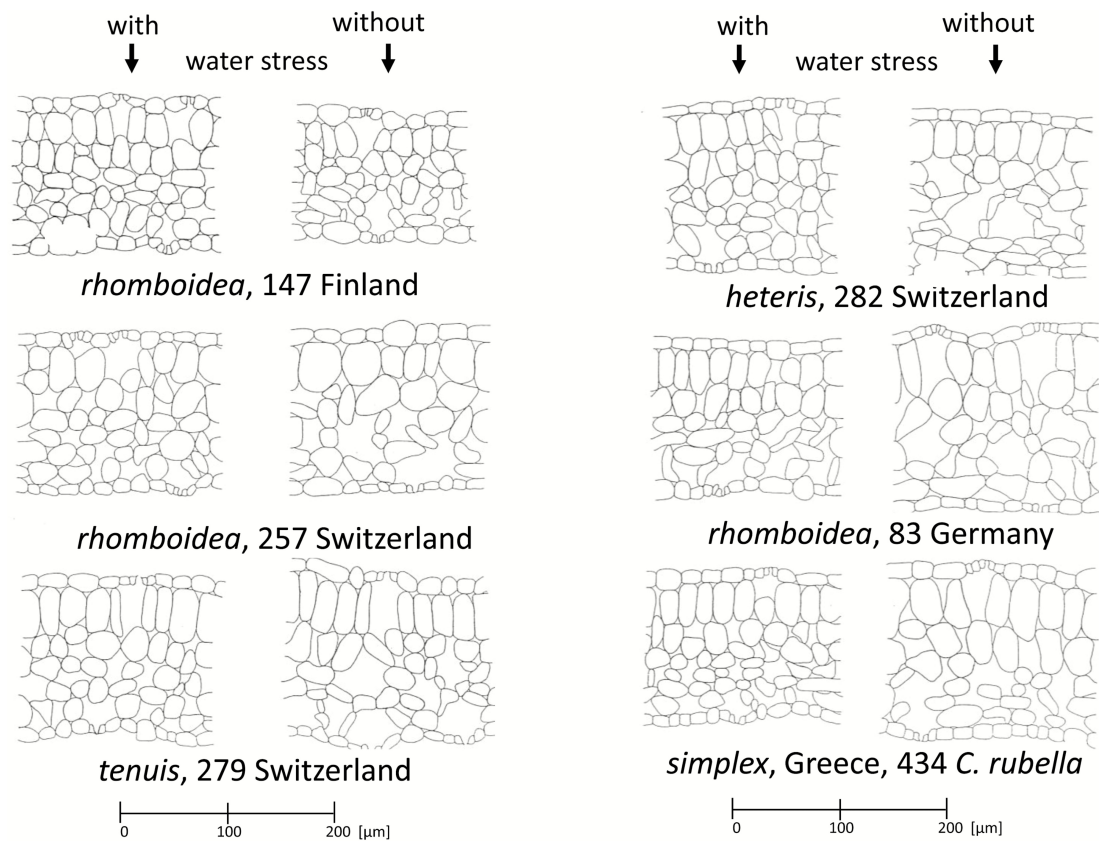 with without
water stress
with without
water stress
rhomboidea, 147 Finland
heteris, 282 Switzerland
rhomboidea, 257 Switzerland
rhomboidea, 83 Germany
tenuis, 279 Switzerland
simplex, Greece, 434 C. rubella
0 100 200 [µm]
0 100 200 [µm]